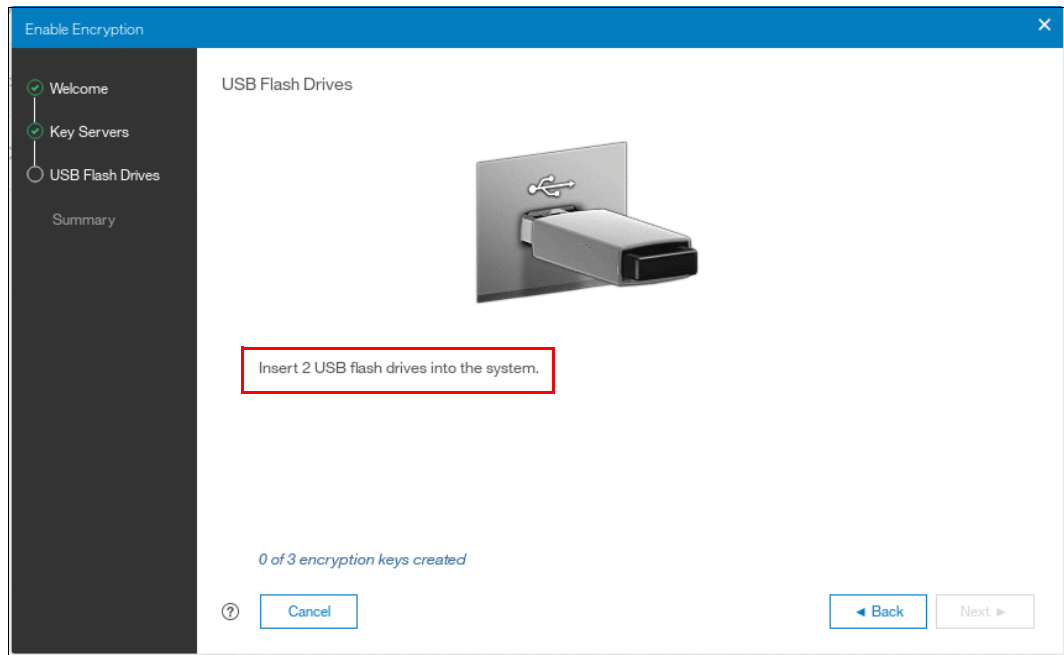 Enable Encryption
Welcome
Key Servers
USB Flash Drives
Summary
USB Flash Drives
Insert 2 USB flash drives into the system.
0 of 3 encryption keys created
Cancel
Back
Next